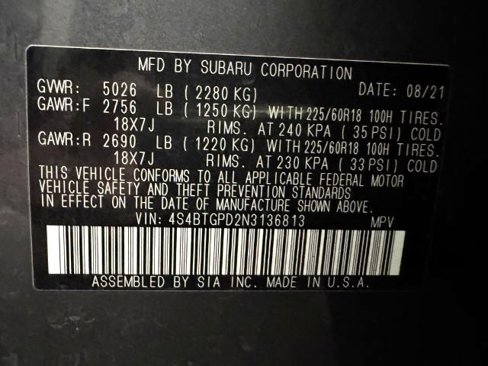 MFD BY SUBARU CORPORATION
GVWR: 5026 LB (2280 KG) DATE: 08/21
GAWR:F 2756 LB (1250 KG) WITH 225/60R18 100H TIRES.
18X7J RIMS. AT 240 KPA (35 PSI) COLD
GAWR:R 2690 LB (1220 KG) WITH 225/60R18 100H TIRES.
18X7J RIMS. AT 230 KPA (33 PSI) COLD
THIS VEHICLE CONFORMS TO ALL APPLICABLE FEDERAL MOTOR
VEHICLE SAFETY AND THEFT PREVENTION STANDARDS
IN EFFECT ON THE DATE OF MANUFACTURE SHOWN ABOVE.
VIN: 4S4BTGPD2N3136813 MPV
ASSEMBLED BY SIA INC. MADE IN U.S.A.